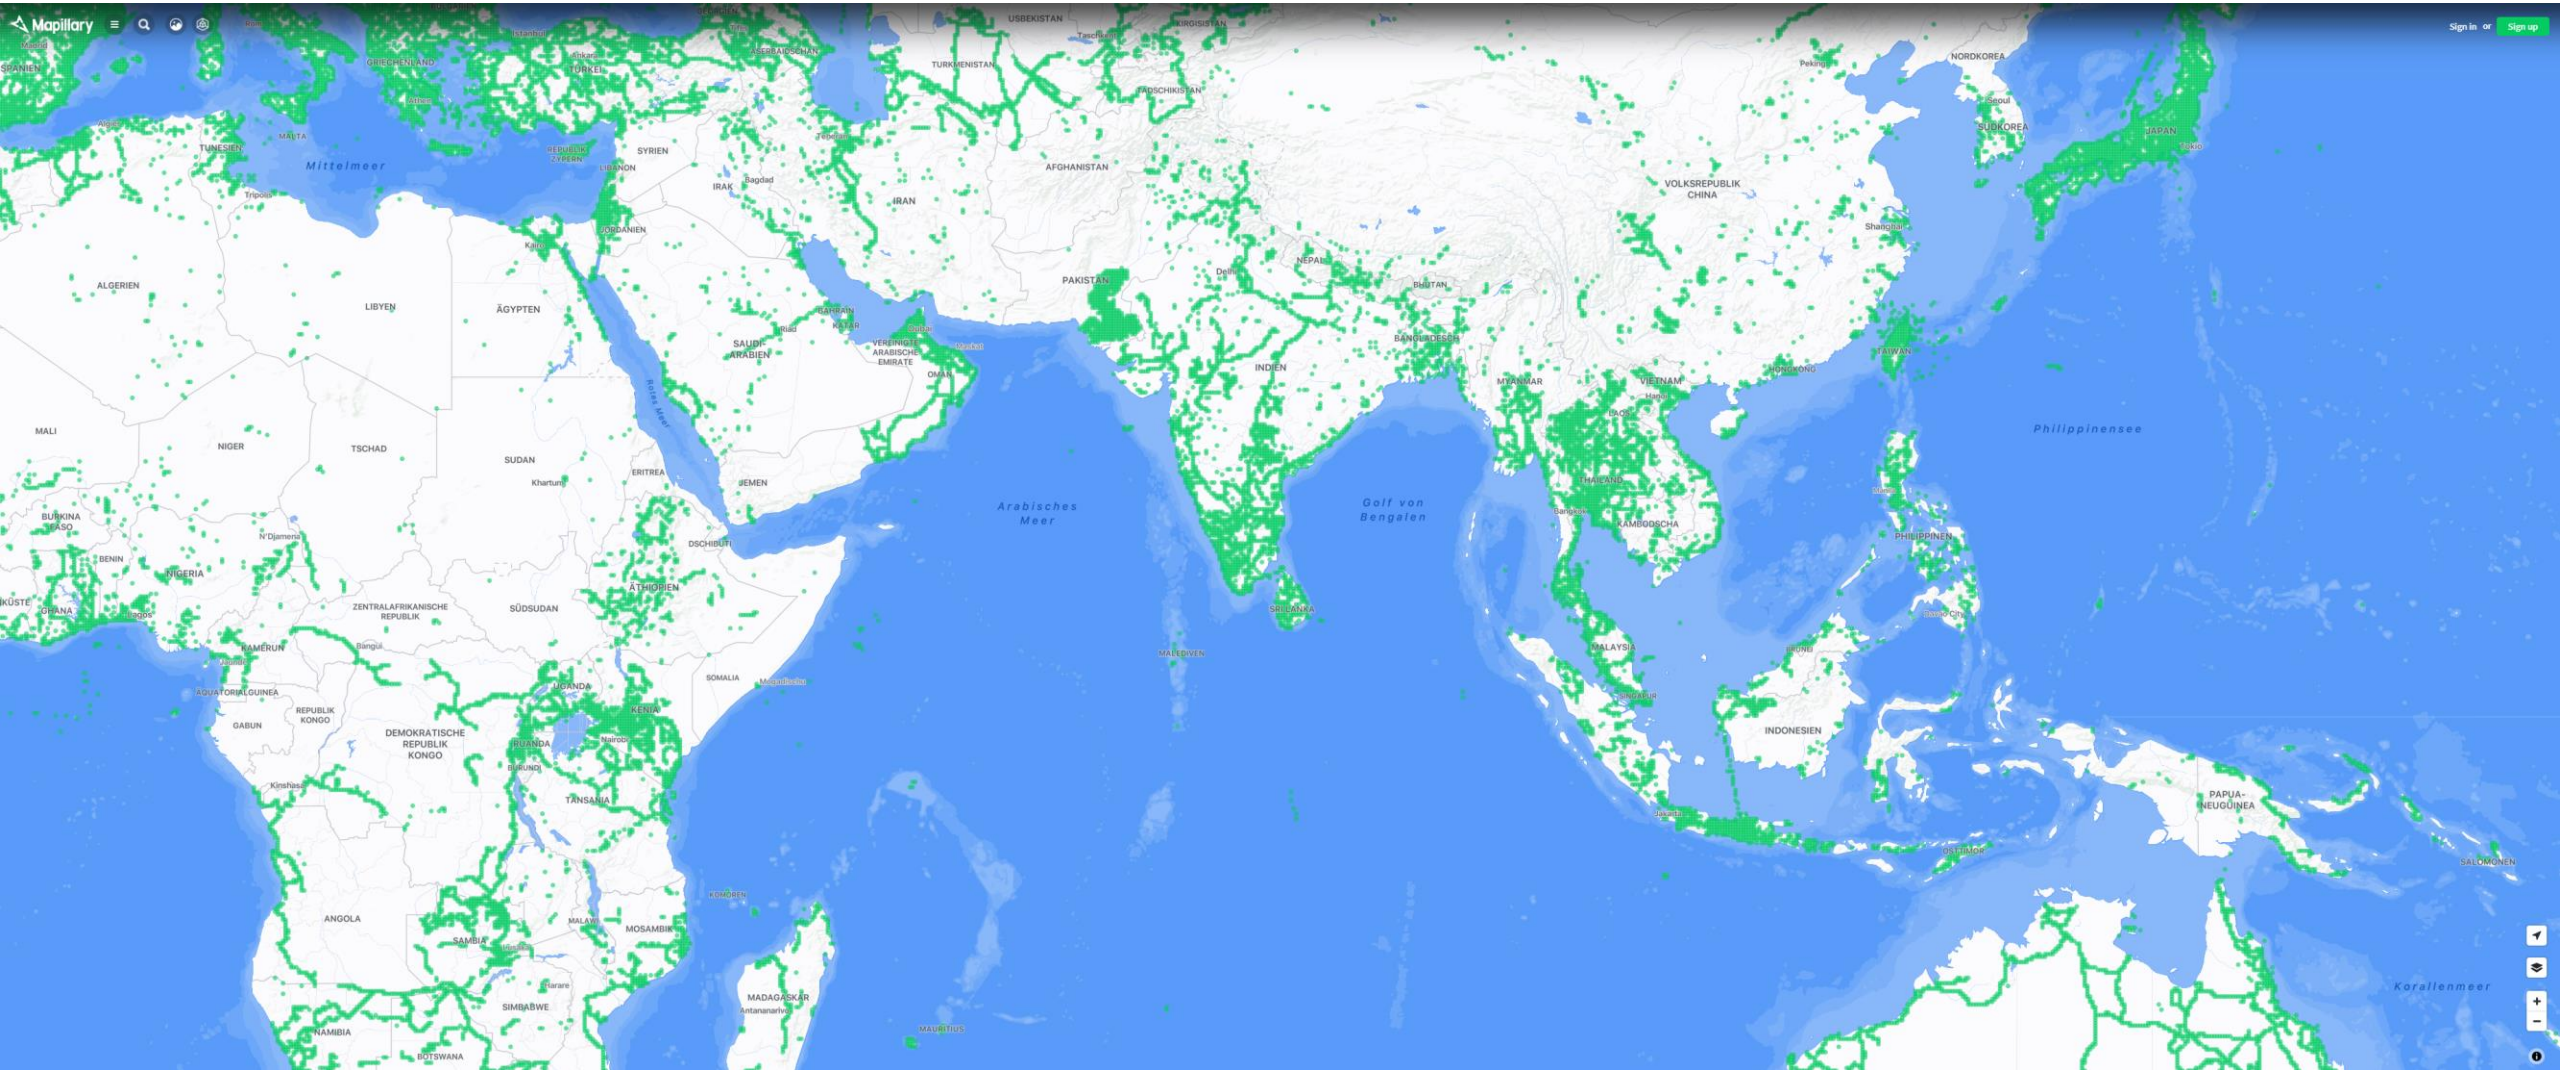 Mapillary
Sign in or Sign up
USBEKISTAN
KIRGISISTAN
Taschkent
Istanbul
Madrid
SPANIEN
GRIECHENLAND
Ankara
TÜRKEI
ASERBAIDSCHAN
TURKMENISTAN
TADSCHIKISTAN
Peking
NORDKOREA
Seoul
SÜDKOREA
JAPAN
Tokio
Athen
Algier
MALTA
TUNESIEN
Mittelmeer
REPUBLIK
ZYPERN
SYRIEN
LIBANON
Teheran
IRAK
Bagdad
IRAN
AFGHANISTAN
VOLKSREPUBLIK
CHINA
Tripolis
Kairo
JORDANIEN
Shanghai
ALGERIEN
LIBYEN
ÄGYPTEN
PAKISTAN
Delhi
NEPAL
BHUTAN
BAHRAIN
KATAR
Riad
Dubai
SAUDI-
ARABIEN
VEREINIGTE
ARABISCHE
EMIRATE
Maskat
OMAN
INDIEN
BANGLADESCH
MYANMAR
VIETNAM
Hanoi
LAOS
HONGKONG
TAIWAN
Rotes Meer
MALI
NIGER
TSCHAD
SUDAN
Khartum
ERITREA
JEMEN
Arabisches
Meer
Golf von
Bengalen
THAILAND
Bangkok
KAMBODSCHA
Philippinensee
Manila
PHILIPPINEN
Davao City
BURKINA
FASO
BENIN
N'Djamena
NIGERIA
DSCHIBUTI
ÄTHIOPIEN
KÜSTE
GHANA
Lagos
ZENTRALAFRIKANISCHE
REPUBLIK
SÜDSUDAN
SRI LANKA
KAMERUN
Jaunde
Bangui
MALEDIVEN
MALAYSIA
BRUNEI
ÄQUATORIALGUINEA
UGANDA
SOMALIA
Mogadischu
SINGAPUR
GABUN
REPUBLIK
KONGO
KENIA
DEMOKRATISCHE
REPUBLIK
KONGO
RUANDA
Nairobi
BURUNDI
INDONESIEN
Kinshasa
TANSANIA
Jakarta
PAPUA-
NEUGUINEA
OSTTIMOR
SALOMONEN
KOMOREN
ANGOLA
MALAWI
MOSAMBIK
SAMBIA
Lusaka
Harare
SIMBABWE
MADAGASKAR
Antananarivo
MAURITIUS
Korallenmeer
NAMIBIA
BOTSWANA